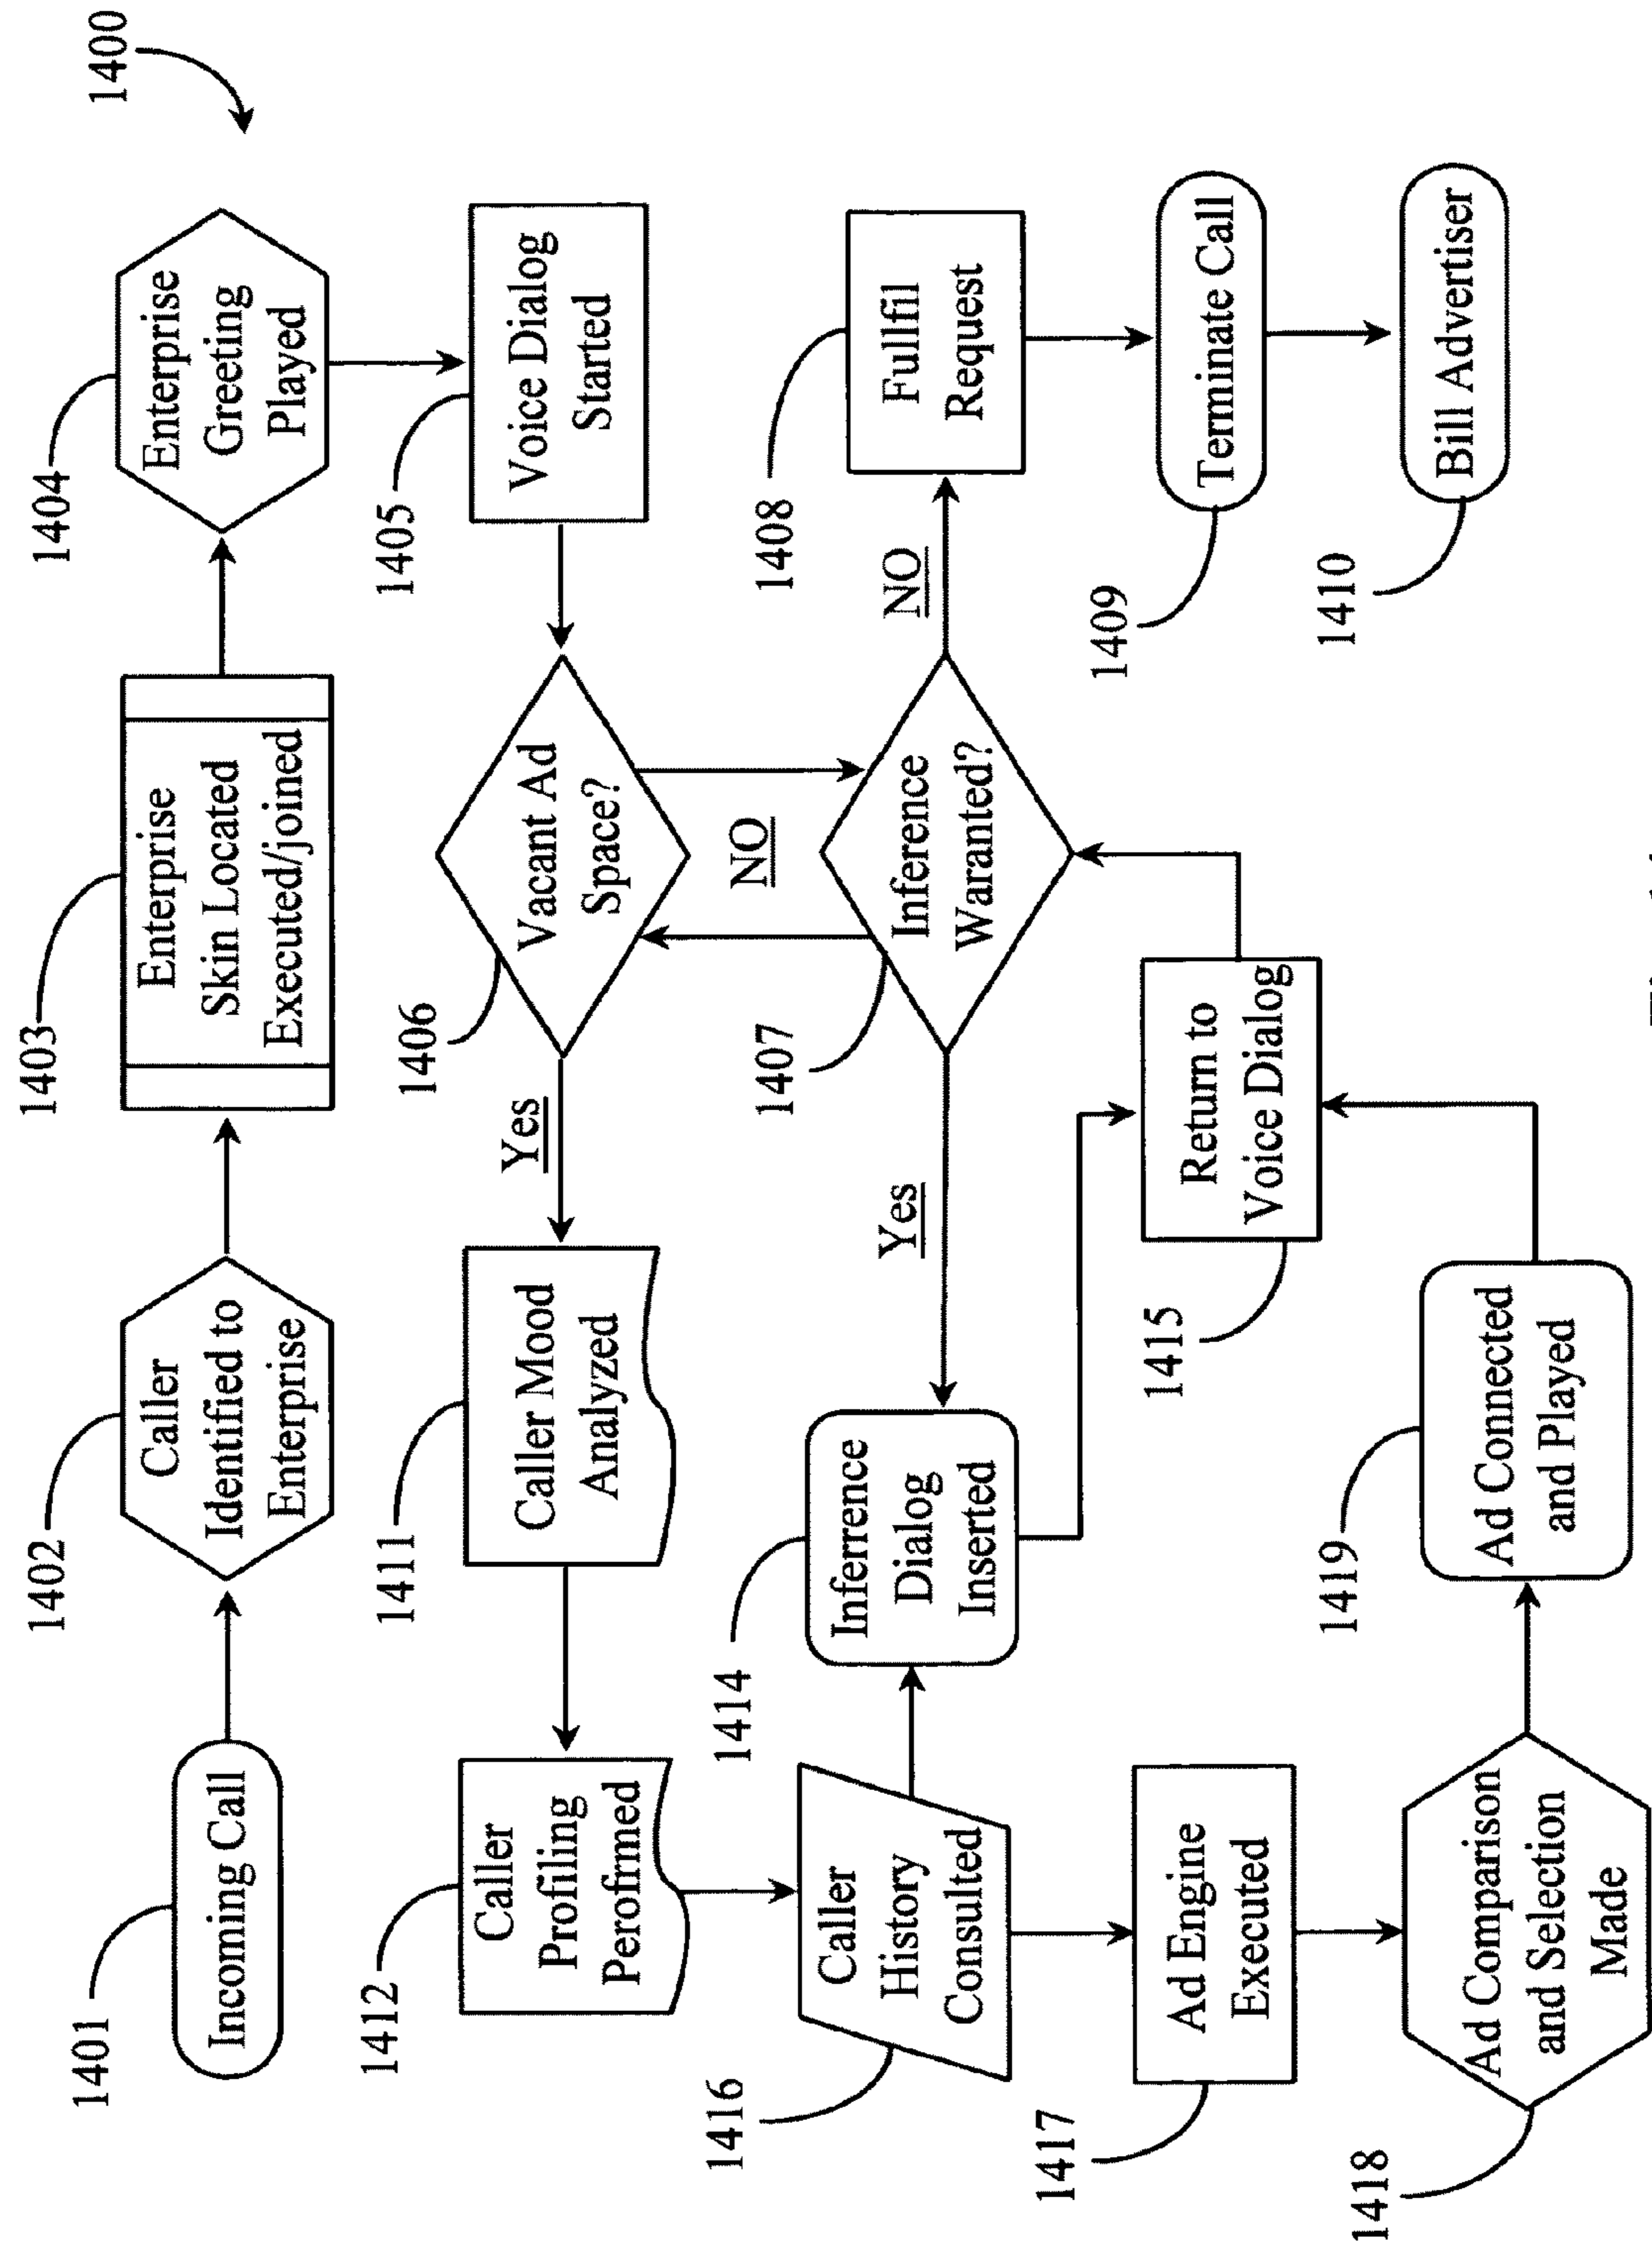 1400
1401
Incoming Call
1402
Caller
Identified to
Enterprise
1403
Enterprise
Skin Located
Executed/joined
1404
Enterprise
Greeting
Played
1405
Voice Dialog
Started
1406
Vacant Ad
Space?
Yes
NO
1411
Caller Mood
Analyzed
1412
Caller
Profiling
Perofrmed
1407
Inference
Waranted?
Yes
NO
1408
Fullfil
Request
1409
Terminate Call
1410
Bill Advertiser
1414
Inference
Dialog
Inserted
1416
Caller
History
Consulted
1415
Return to
Voice Dialog
1417
Ad Engine
Executed
1418
Ad Comparison
and Selection
Made
1419
Ad Connected
and Played